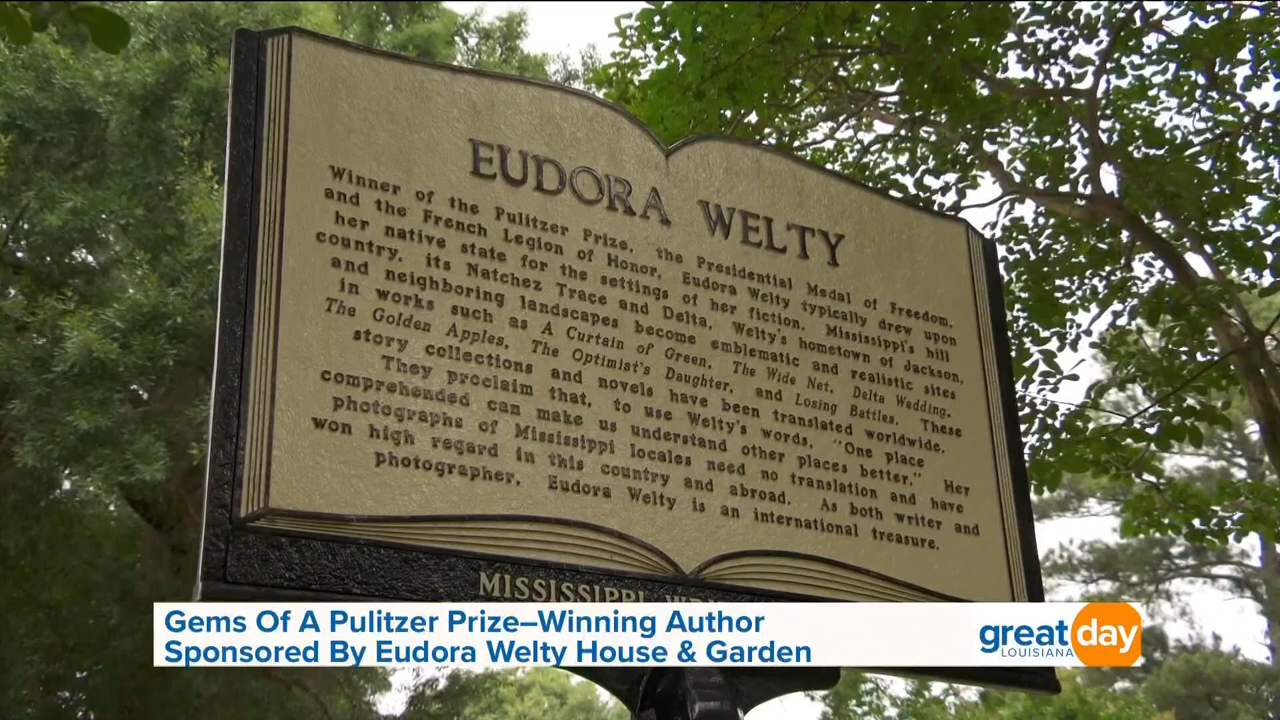 EUDORA WELTY
Winner of the Pulitzer Prize, the Presidential Medal of Freedom,
and the French Legion of Honor, Eudora Welty typically drew upon
her native state for the settings of her fiction. Mississippi's hill
country, its Natchez Trace and Delta, Welty's hometown of Jackson,
and neighboring landscapes become emblematic and realistic sites
in works such as A Curtain of Green, The Wide Net, Delta Wedding,
The Golden Apples, The Optimist's Daughter, and Losing Battles. These
story collections and novels have been translated worldwide.
They proclaim that, to use Welty's words, "One place
comprehended can make us understand other places better." Her
photographs of Mississippi locales need no translation and have
won high regard in this country and abroad. As both writer and
photographer, Eudora Welty is an international treasure.
MISSISSIPPI
Gems Of A Pulitzer Prize–Winning Author
Sponsored By Eudora Welty House & Garden
great day
LOUISIANA